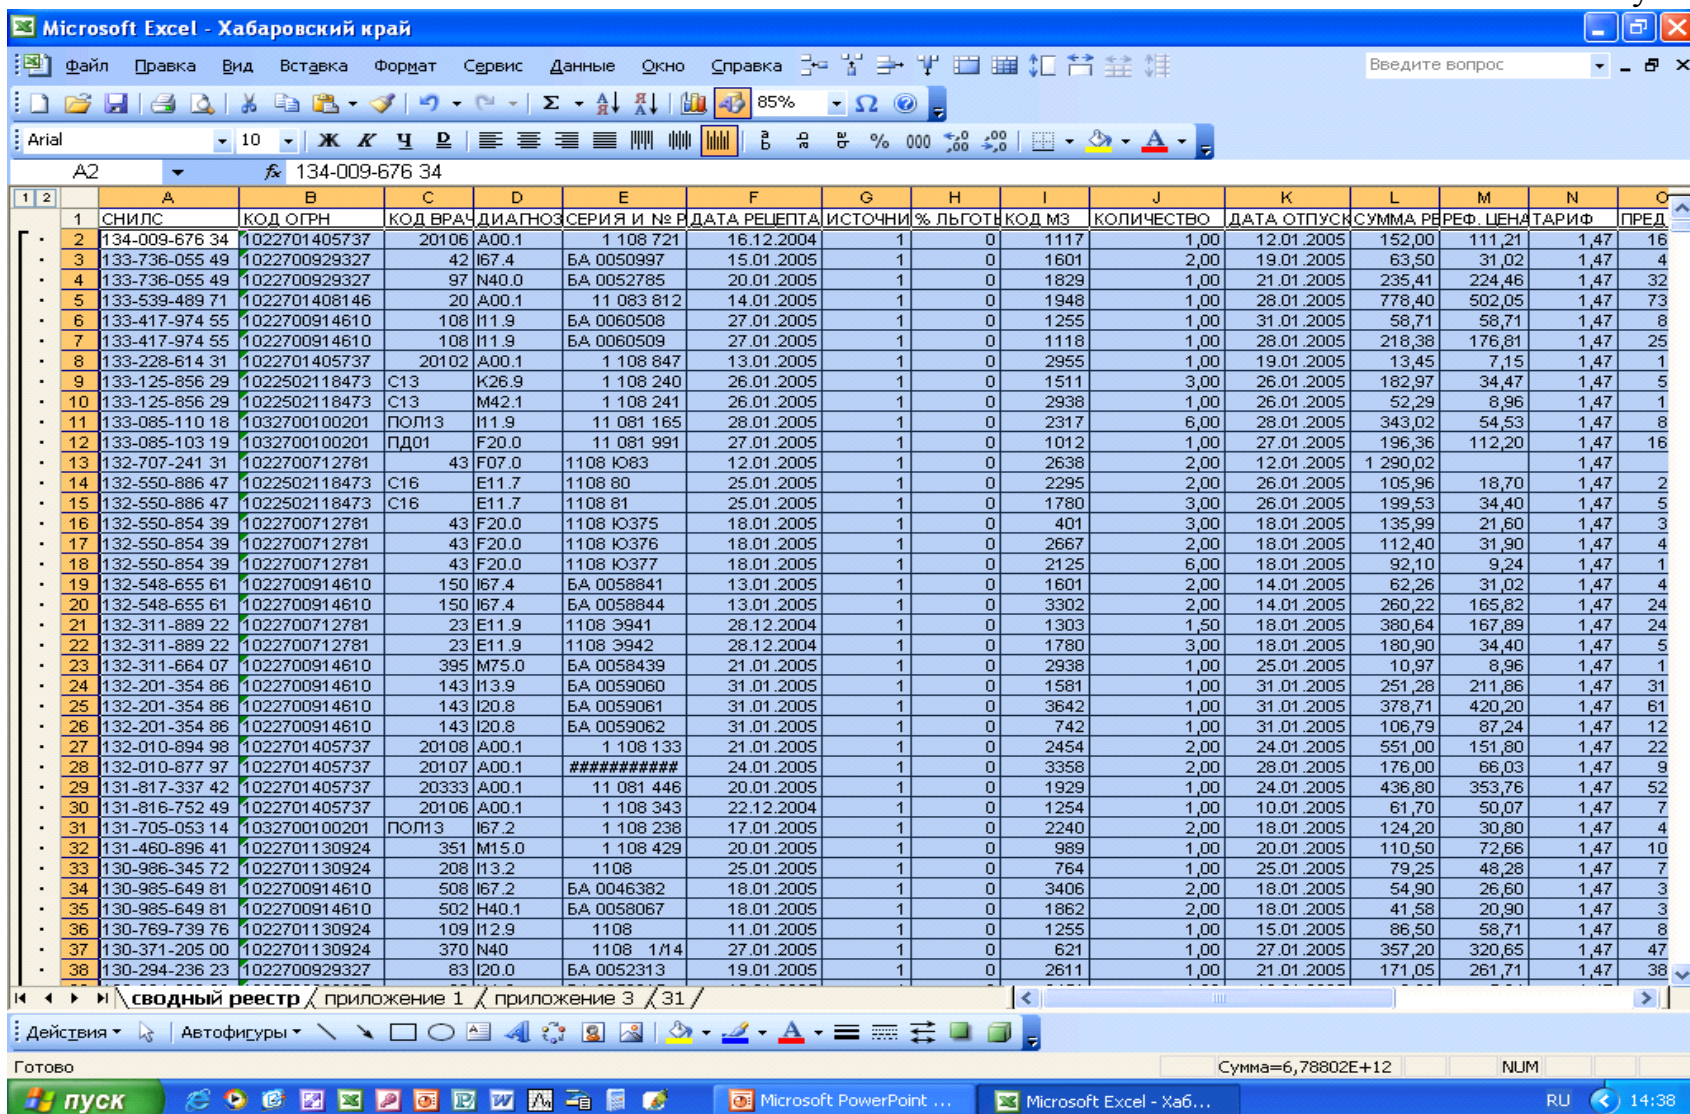 Microsoft Excel - Хабаровский край
Файл Правка Вид Вставка Формат Сервис Данные Окно Справка Введите вопрос
85%
Arial 10 Ж К Ч D % 000
A2 fx 134-009-676 34
1 2 A B C D E F G H I J K L M N O
1 СНИЛС КОД ОГРН КОД ВРАЧ ДИАГНОЗ СЕРИЯ И № Р ДАТА РЕЦЕПТА ИСТОЧНИ % ЛЬГОТЬ КОД МЗ КОЛИЧЕСТВО ДАТА ОТПУСК СУММА РЕ РЕФ. ЦЕНА ТАРИФ ПРЕД
2 134-009-676 34 1022701405737 20106 A00.1 1 108 721 16.12.2004 1 0 1117 1,00 12.01.2005 152,00 111,21 1,47 16
3 133-736-055 49 1022700929327 42 I67.4 БА 0050997 15.01.2005 1 0 1601 2,00 19.01.2005 63,50 31,02 1,47 4
4 133-736-055 49 1022700929327 97 N40.0 БА 0052785 20.01.2005 1 0 1829 1,00 21.01.2005 235,41 224,46 1,47 32
5 133-539-489 71 1022701408146 20 A00.1 11 083 812 14.01.2005 1 0 1948 1,00 28.01.2005 778,40 502,05 1,47 73
6 133-417-974 55 1022700914610 108 I11.9 БА 0060508 27.01.2005 1 0 1255 1,00 31.01.2005 58,71 58,71 1,47 8
7 133-417-974 55 1022700914610 108 I11.9 БА 0060509 27.01.2005 1 0 1118 1,00 28.01.2005 218,38 176,81 1,47 25
8 133-228-614 31 1022701405737 20102 A00.1 1 108 847 13.01.2005 1 0 2955 1,00 19.01.2005 13,45 7,15 1,47 1
9 133-125-856 29 1022502118473 C13 K26.9 1 108 240 26.01.2005 1 0 1511 3,00 26.01.2005 182,97 34,47 1,47 5
10 133-125-856 29 1022502118473 C13 M42.1 1 108 241 26.01.2005 1 0 2938 1,00 26.01.2005 52,29 8,96 1,47 1
11 133-085-110 18 1032700100201 ПОЛ13 I11.9 11 081 165 28.01.2005 1 0 2317 6,00 28.01.2005 343,02 54,53 1,47 8
12 133-085-103 19 1032700100201 ПД01 F20.0 11 081 991 27.01.2005 1 0 1012 1,00 27.01.2005 196,36 112,20 1,47 16
13 132-707-241 31 1022700712781 43 F07.0 1108 Ю83 12.01.2005 1 0 2638 2,00 12.01.2005 1 290,02 1,47
14 132-550-886 47 1022502118473 C16 E11.7 1108 80 25.01.2005 1 0 2295 2,00 26.01.2005 105,96 18,70 1,47 2
15 132-550-886 47 1022502118473 C16 E11.7 1108 81 25.01.2005 1 0 1780 3,00 26.01.2005 199,53 34,40 1,47 5
16 132-550-854 39 1022700712781 43 F20.0 1108 Ю375 18.01.2005 1 0 401 3,00 18.01.2005 135,99 21,60 1,47 3
17 132-550-854 39 1022700712781 43 F20.0 1108 Ю376 18.01.2005 1 0 2667 2,00 18.01.2005 112,40 31,90 1,47 4
18 132-550-854 39 1022700712781 43 F20.0 1108 Ю377 18.01.2005 1 0 2125 6,00 18.01.2005 92,10 9,24 1,47 1
19 132-548-655 61 1022700914610 150 I67.4 БА 0058841 13.01.2005 1 0 1601 2,00 14.01.2005 62,26 31,02 1,47 4
20 132-548-655 61 1022700914610 150 I67.4 БА 0058844 13.01.2005 1 0 3302 2,00 14.01.2005 260,22 165,82 1,47 24
21 132-311-889 22 1022700712781 23 E11.9 1108 Э941 28.12.2004 1 0 1303 1,50 18.01.2005 380,64 167,89 1,47 24
22 132-311-889 22 1022700712781 23 E11.9 1108 Э942 28.12.2004 1 0 1780 3,00 18.01.2005 180,90 34,40 1,47 5
23 132-311-664 07 1022700914610 395 M75.0 БА 0058439 21.01.2005 1 0 2938 1,00 25.01.2005 10,97 8,96 1,47 1
24 132-201-354 86 1022700914610 143 I13.9 БА 0059060 31.01.2005 1 0 1581 1,00 31.01.2005 251,28 211,86 1,47 31
25 132-201-354 86 1022700914610 143 I20.8 БА 0059061 31.01.2005 1 0 3642 1,00 31.01.2005 378,71 420,20 1,47 61
26 132-201-354 86 1022700914610 143 I20.8 БА 0059062 31.01.2005 1 0 742 1,00 31.01.2005 106,79 87,24 1,47 12
27 132-010-894 98 1022701405737 20108 A00.1 1 108 133 21.01.2005 1 0 2454 2,00 24.01.2005 551,00 151,80 1,47 22
28 132-010-877 97 1022701405737 20107 A00.1 ########### 24.01.2005 1 0 3358 2,00 28.01.2005 176,00 66,03 1,47 9
29 131-817-337 42 1022701405737 20333 A00.1 11 081 446 20.01.2005 1 0 1929 1,00 24.01.2005 436,80 353,76 1,47 52
30 131-816-752 49 1022701405737 20106 A00.1 1 108 343 22.12.2004 1 0 1254 1,00 10.01.2005 61,70 50,07 1,47 7
31 131-705-053 14 1032700100201 ПОЛ13 I67.2 1 108 238 17.01.2005 1 0 2240 2,00 18.01.2005 124,20 30,80 1,47 4
32 131-460-896 41 1022701130924 351 M15.0 1 108 429 20.01.2005 1 0 989 1,00 20.01.2005 110,50 72,66 1,47 10
33 130-986-345 72 1022701130924 208 I13.2 1108 25.01.2005 1 0 764 1,00 25.01.2005 79,25 48,28 1,47 7
34 130-985-649 81 1022700914610 508 I67.2 БА 0046382 18.01.2005 1 0 3406 2,00 18.01.2005 54,90 26,60 1,47 3
35 130-985-649 81 1022700914610 502 H40.1 БА 0058067 18.01.2005 1 0 1862 2,00 18.01.2005 41,58 20,90 1,47 3
36 130-769-739 76 1022701130924 109 I12.9 1108 11.01.2005 1 0 1255 1,00 15.01.2005 86,50 58,71 1,47 8
37 130-371-205 00 1022701130924 370 N40 1108 1/14 27.01.2005 1 0 621 1,00 27.01.2005 357,20 320,65 1,47 47
38 130-294-236 23 1022700929327 83 I20.0 БА 0052313 19.01.2005 1 0 2611 1,00 21.01.2005 171,05 261,71 1,47 38
сводный реестр приложение 1 приложение 3 31
Действия Автофигуры
Готово Сумма=6,78802E+12 NUM
пуск Microsoft PowerPoint ... Microsoft Excel - Хаб... RU 14:38